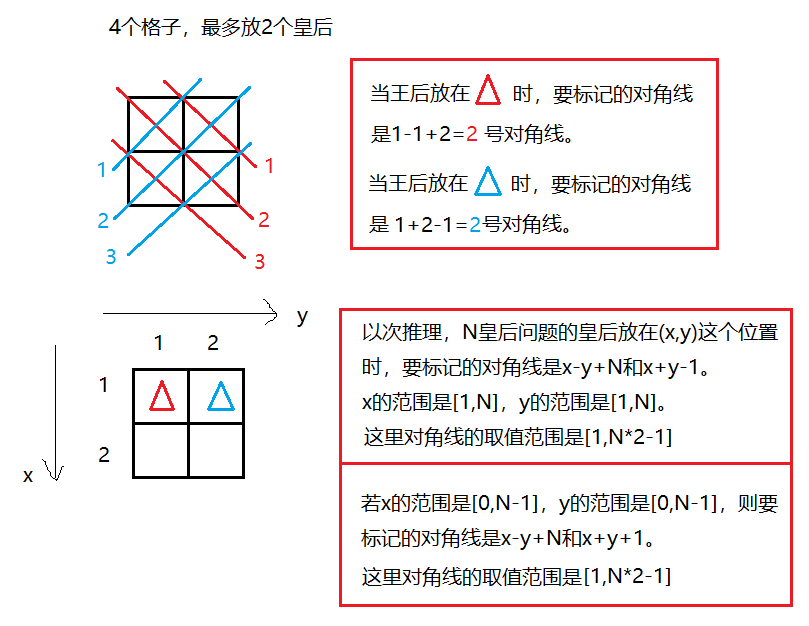 4个格子，最多放2个皇后
1
2
3
1
2
3
当王后放在 时，要标记的对角线
是1-1+2=2 号对角线。
当王后放在 时，要标记的对角线
是 1+2-1=2号对角线。
y
1 2
1
2
x
以次推理，N皇后问题的皇后放在(x,y)这个位置
时，要标记的对角线是x-y+N和x+y-1。
x的范围是[1,N]，y的范围是[1,N]。
这里对角线的取值范围是[1,N*2-1]
若x的范围是[0,N-1]，y的范围是[0,N-1]，则要
标记的对角线是x-y+N和x+y+1。
这里对角线的取值范围是[1,N*2-1]